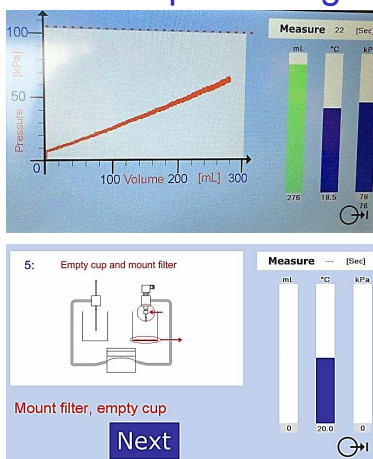 100
50
0
Pressure [kPa]
100 Volume 200 [mL] 300
Measure 22 [Sec]
mL °C kP
276 18.5 78
76
5: Empty cup and mount filter
Mount filter, empty cup
Next
Measure --- [Sec]
mL °C kPa
0 20.0 0